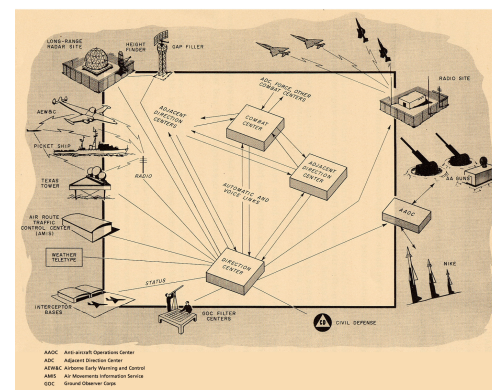 LONG-RANGE
RADAR SITE
HEIGHT
FINDER
GAP FILLER
RADIO SITE
ADC, FORCE, OTHER
COMBAT CENTERS
ADJACENT
DIRECTION
CENTERS
COMBAT
CENTER
AEW&C
PICKET SHIP
ADJACENT
DIRECTION
CENTER
AA GUNS
TEXAS
TOWER
RADIO
AUTOMATIC AND
VOICE LINKS
AADC
AIR ROUTE
TRAFFIC
CONTROL CENTER
(AMIS)
WEATHER
TELETYPE
NIKE
DIRECTION
CENTER
STATUS
INTERCEPTOR
BASES
GOC FILTER
CENTERS
CD
CIVIL DEFENSE
AAOC Anti-aircraft Operations Center
ADC Adjacent Direction Center
AEW&C Airborne Early Warning and Control
AMIS Air Movements Information Service
GOC Ground Observer Corps